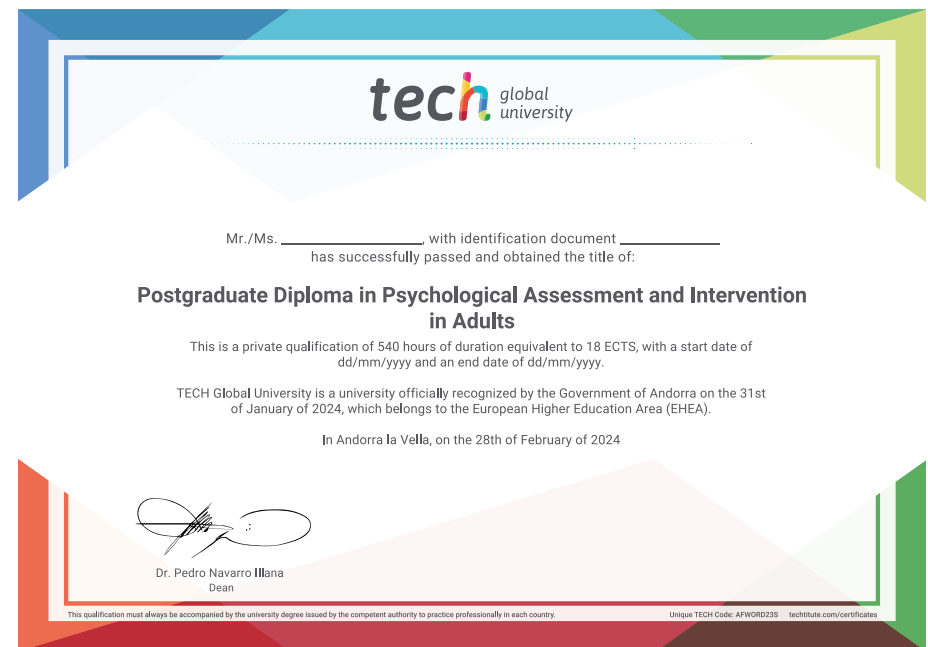 tech global university
Mr./Ms. ____________________, with identification document ______________
has successfully passed and obtained the title of:
Postgraduate Diploma in Psychological Assessment and Intervention
in Adults
This is a private qualification of 540 hours of duration equivalent to 18 ECTS, with a start date of
dd/mm/yyyy and an end date of dd/mm/yyyy.
TECH Global University is a university officially recognized by the Government of Andorra on the 31st
of January of 2024, which belongs to the European Higher Education Area (EHEA).
In Andorra la Vella, on the 28th of February of 2024
Dr. Pedro Navarro Illana
Dean
This qualification must always be accompanied by the university degree issued by the competent authority to practice professionally in each country. Unique TECH Code: AFWORD23S techtitute.com/certificates